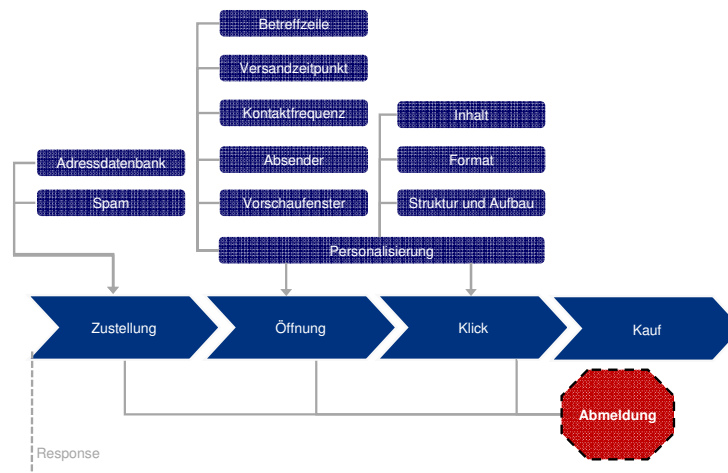 Betreffzeile
Versandzeitpunkt
Kontaktfrequenz
Inhalt
Adressdatenbank
Absender
Format
Spam
Vorschaufenster
Struktur und Aufbau
Personalisierung
Zustellung
Öffnung
Klick
Kauf
Abmeldung
Response